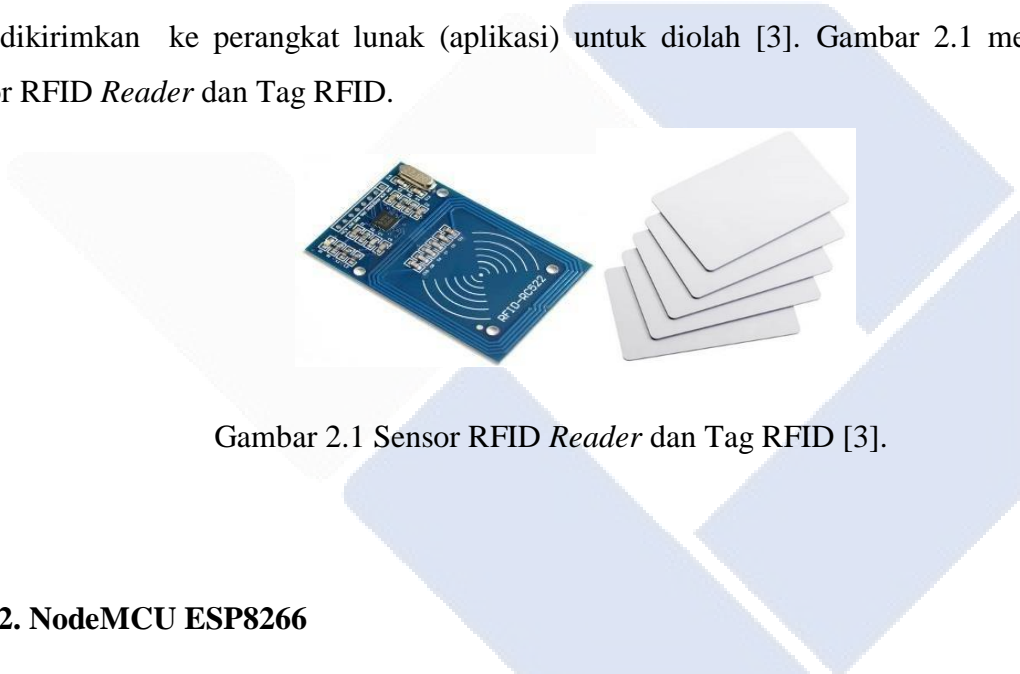 dikirimkan ke perangkat lunak (aplikasi) untuk diolah [3]. Gambar 2.1
RFID Reader dan Tag RFID.
RFID-RC522
Gambar 2.1 Sensor RFID Reader dan Tag RFID [3].
2. NodeMCU ESP8266